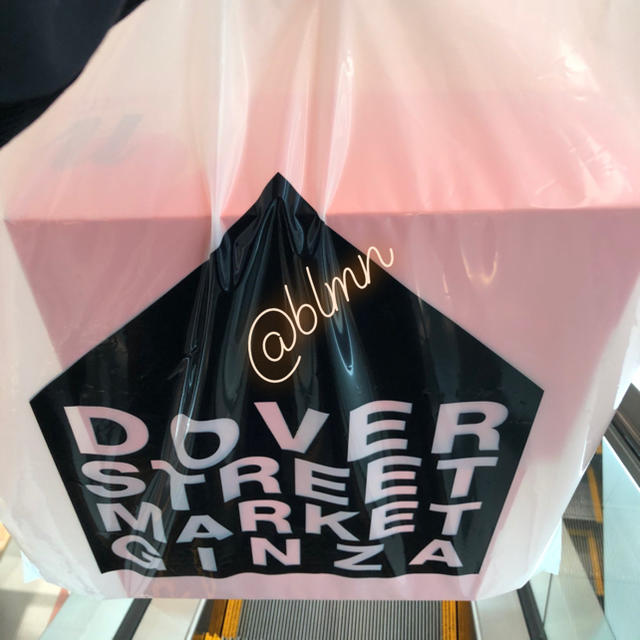 @blmn
DOVER
STREET
MARKET
GINZA